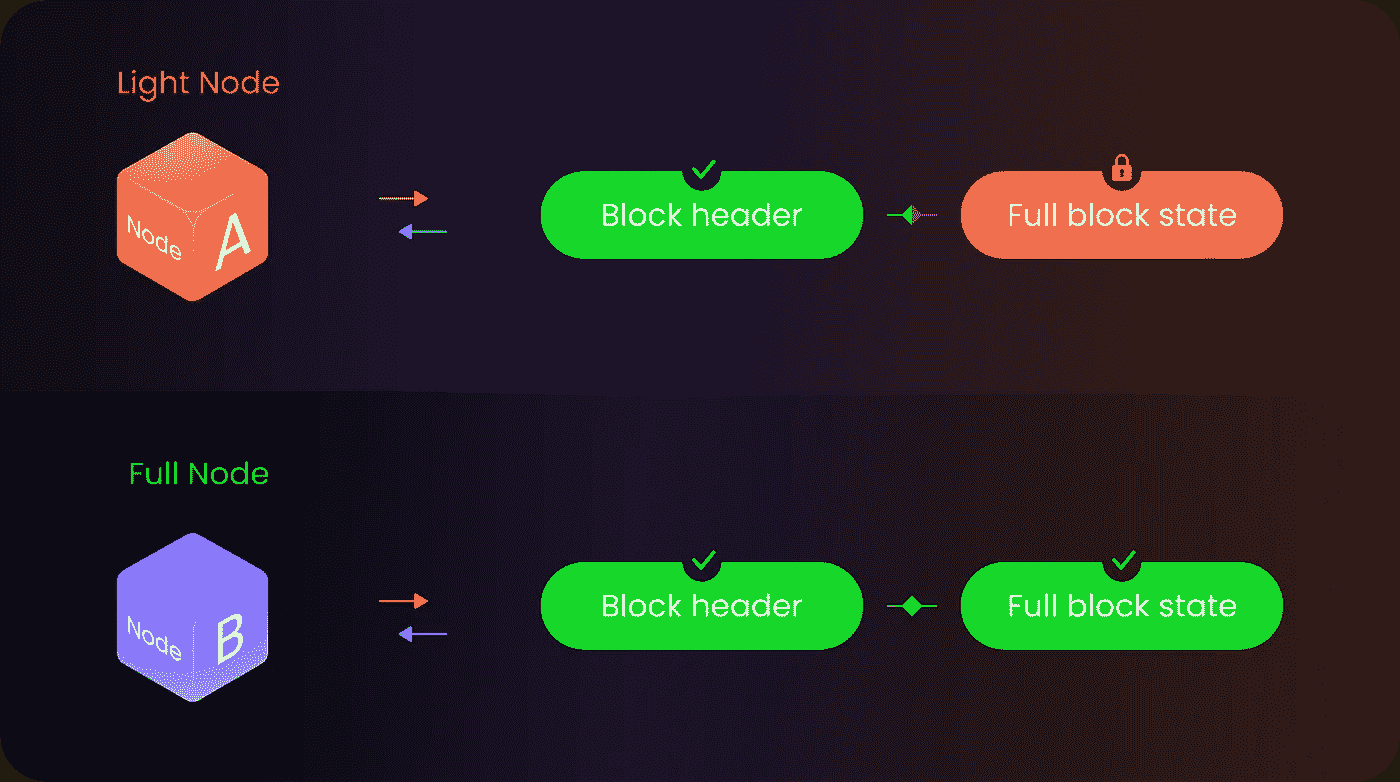 Light Node
Node A
Block header
Full block state
Full Node
Node B
Block header
Full block state